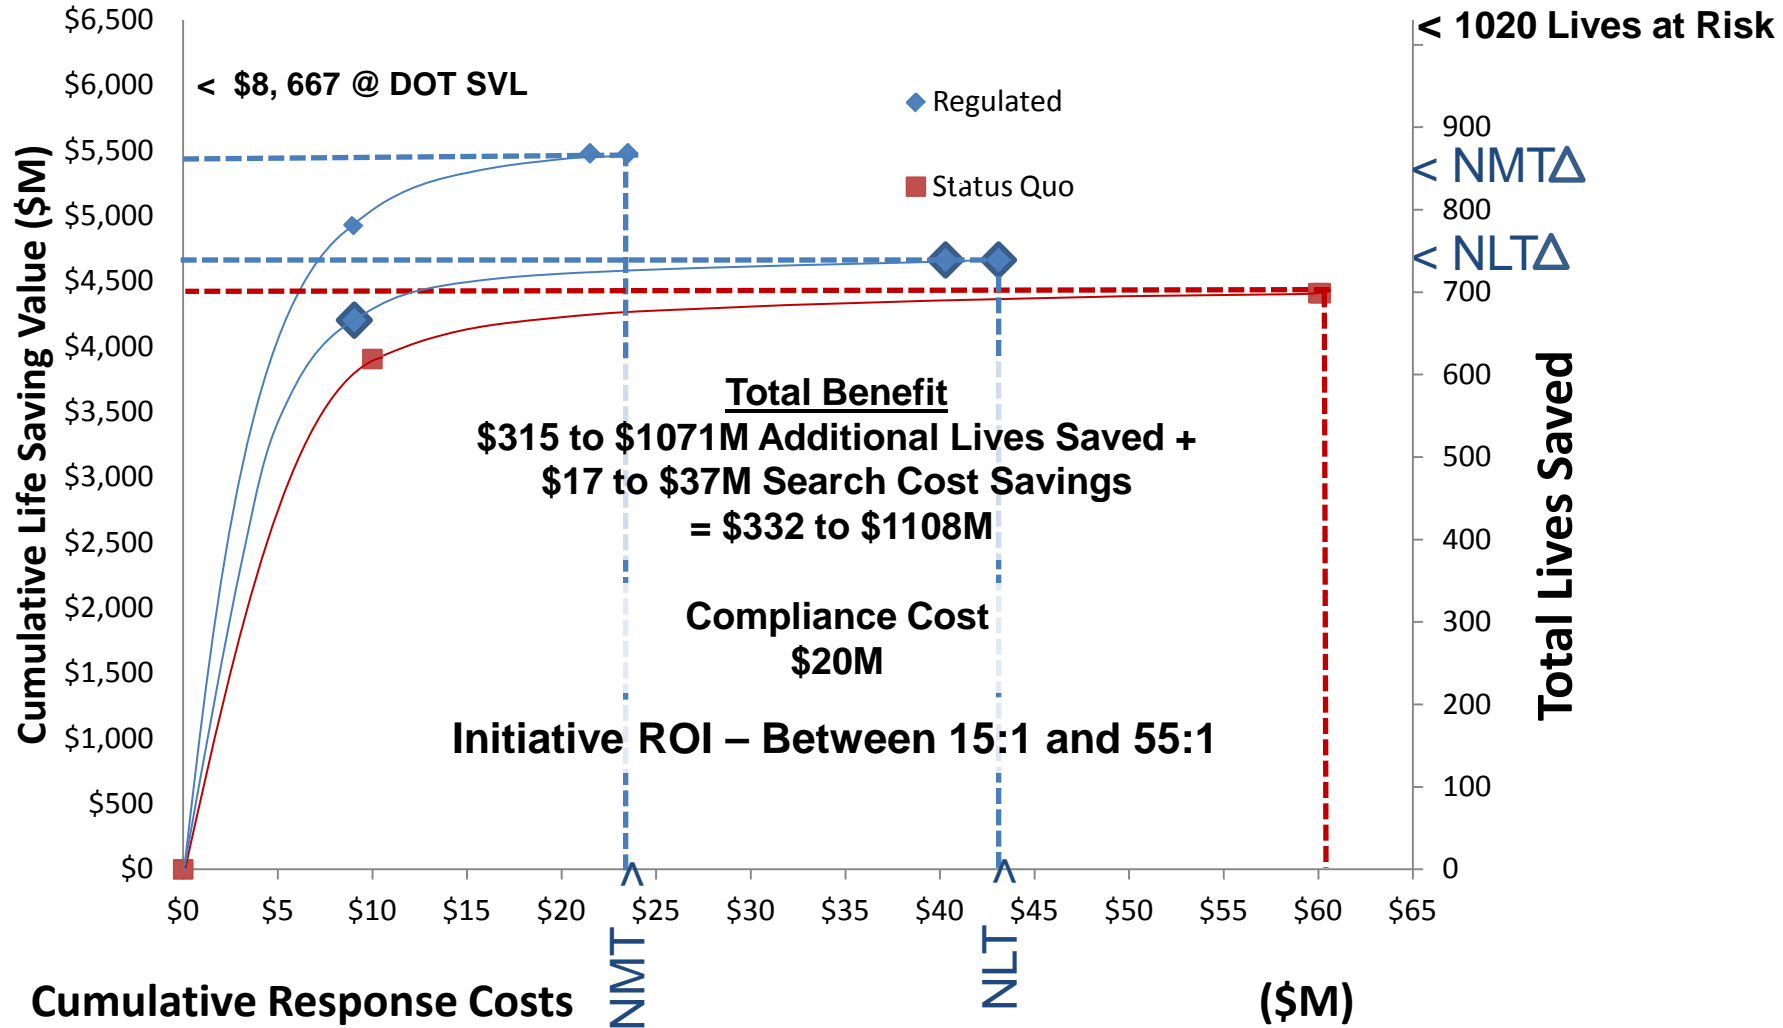 $6,500
$6,000
$5,500
$5,000
$4,500
$4,000
$3,500
$3,000
$2,500
$2,000
$1,500
$1,000
$500
$0
Cumulative Life Saving Value ($M)
< $8, 667 @ DOT SVL
Regulated
Status Quo
< 1020 Lives at Risk
900
< NMTΔ
800
< NLTΔ
700
600
500
400
300
200
100
0
Total Lives Saved
Total Benefit
$315 to $1071M Additional Lives Saved +
$17 to $37M Search Cost Savings
= $332 to $1108M
Compliance Cost
$20M
Initiative ROI – Between 15:1 and 55:1
$0 $5 $10 $15 $20 $25 $30 $35 $40 $45 $50 $55 $60 $65
NMT >
NLT >
Cumulative Response Costs ($M)